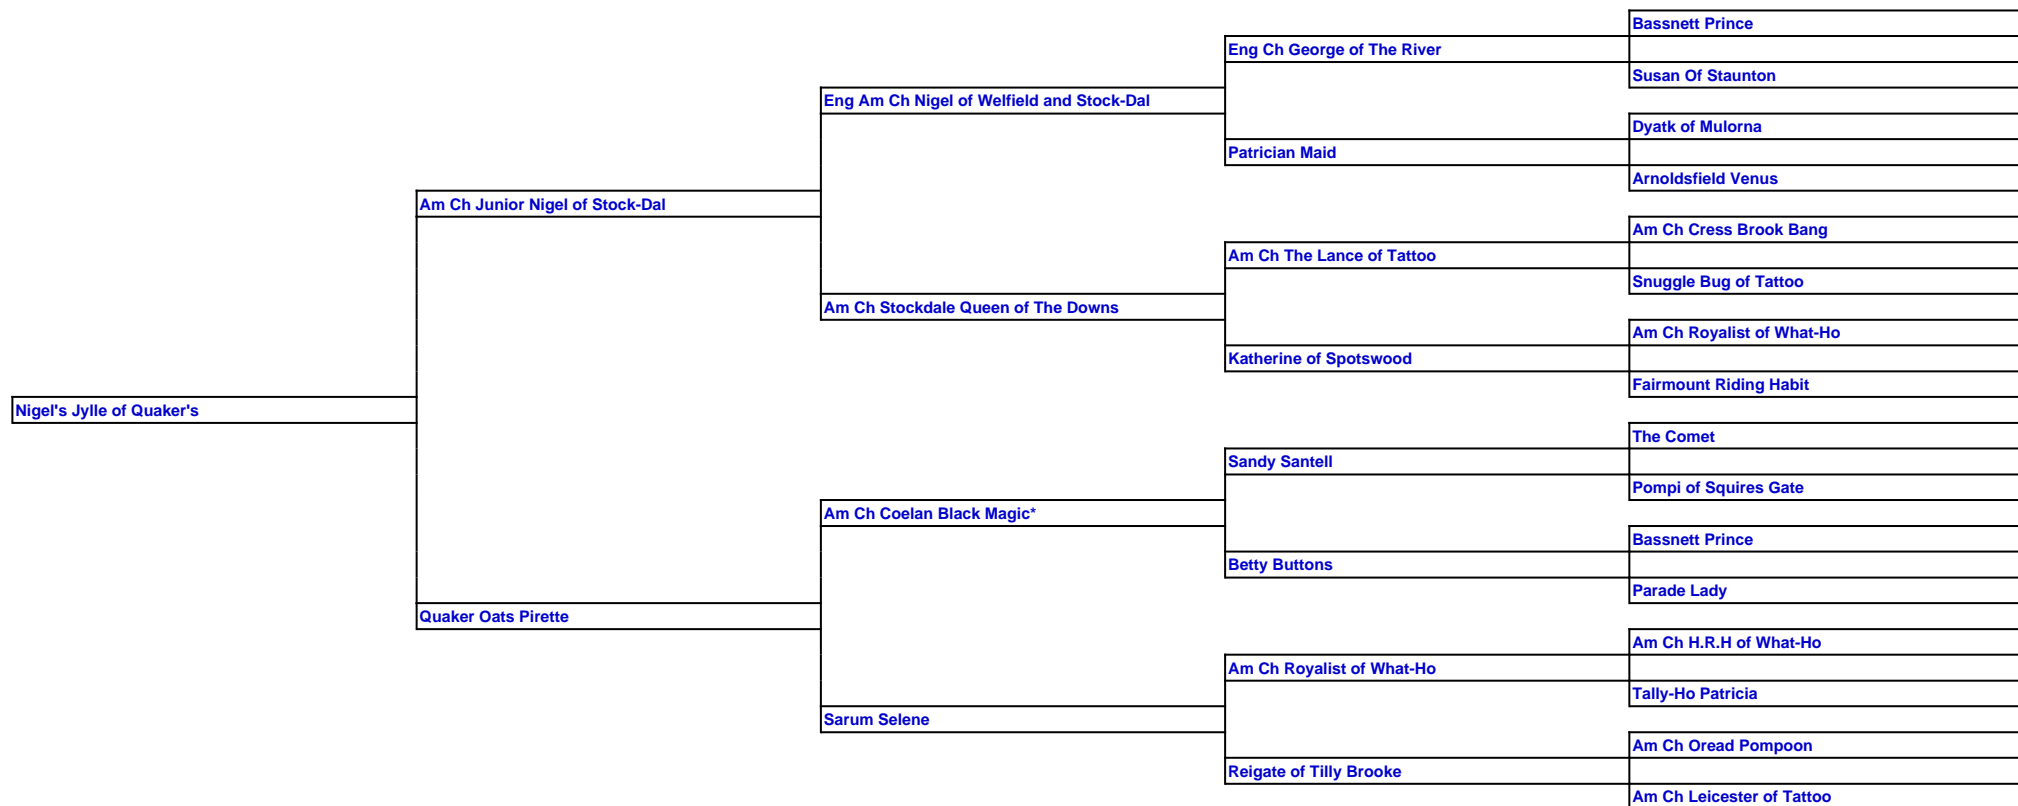 Bassnett Prince
Eng Ch George of The River
Susan Of Staunton
Eng Am Ch Nigel of Welfield and Stock-Dal
Dyatk of Mulorna
Patrician Maid
Arnoldsfield Venus
Am Ch Junior Nigel of Stock-Dal
Am Ch Cress Brook Bang
Am Ch The Lance of Tattoo
Snuggle Bug of Tattoo
Am Ch Stockdale Queen of The Downs
Am Ch Royalist of What-Ho
Katherine of Spotswood
Fairmount Riding Habit
Nigel's Jylle of Quaker's
The Comet
Sandy Santell
Pompi of Squires Gate
Am Ch Coelan Black Magic*
Bassnett Prince
Betty Buttons
Parade Lady
Quaker Oats Pirette
Am Ch H.R.H of What-Ho
Am Ch Royalist of What-Ho
Tally-Ho Patricia
Sarum Selene
Am Ch Oread Pompoon
Reigate of Tilly Brooke
Am Ch Leicester of Tattoo